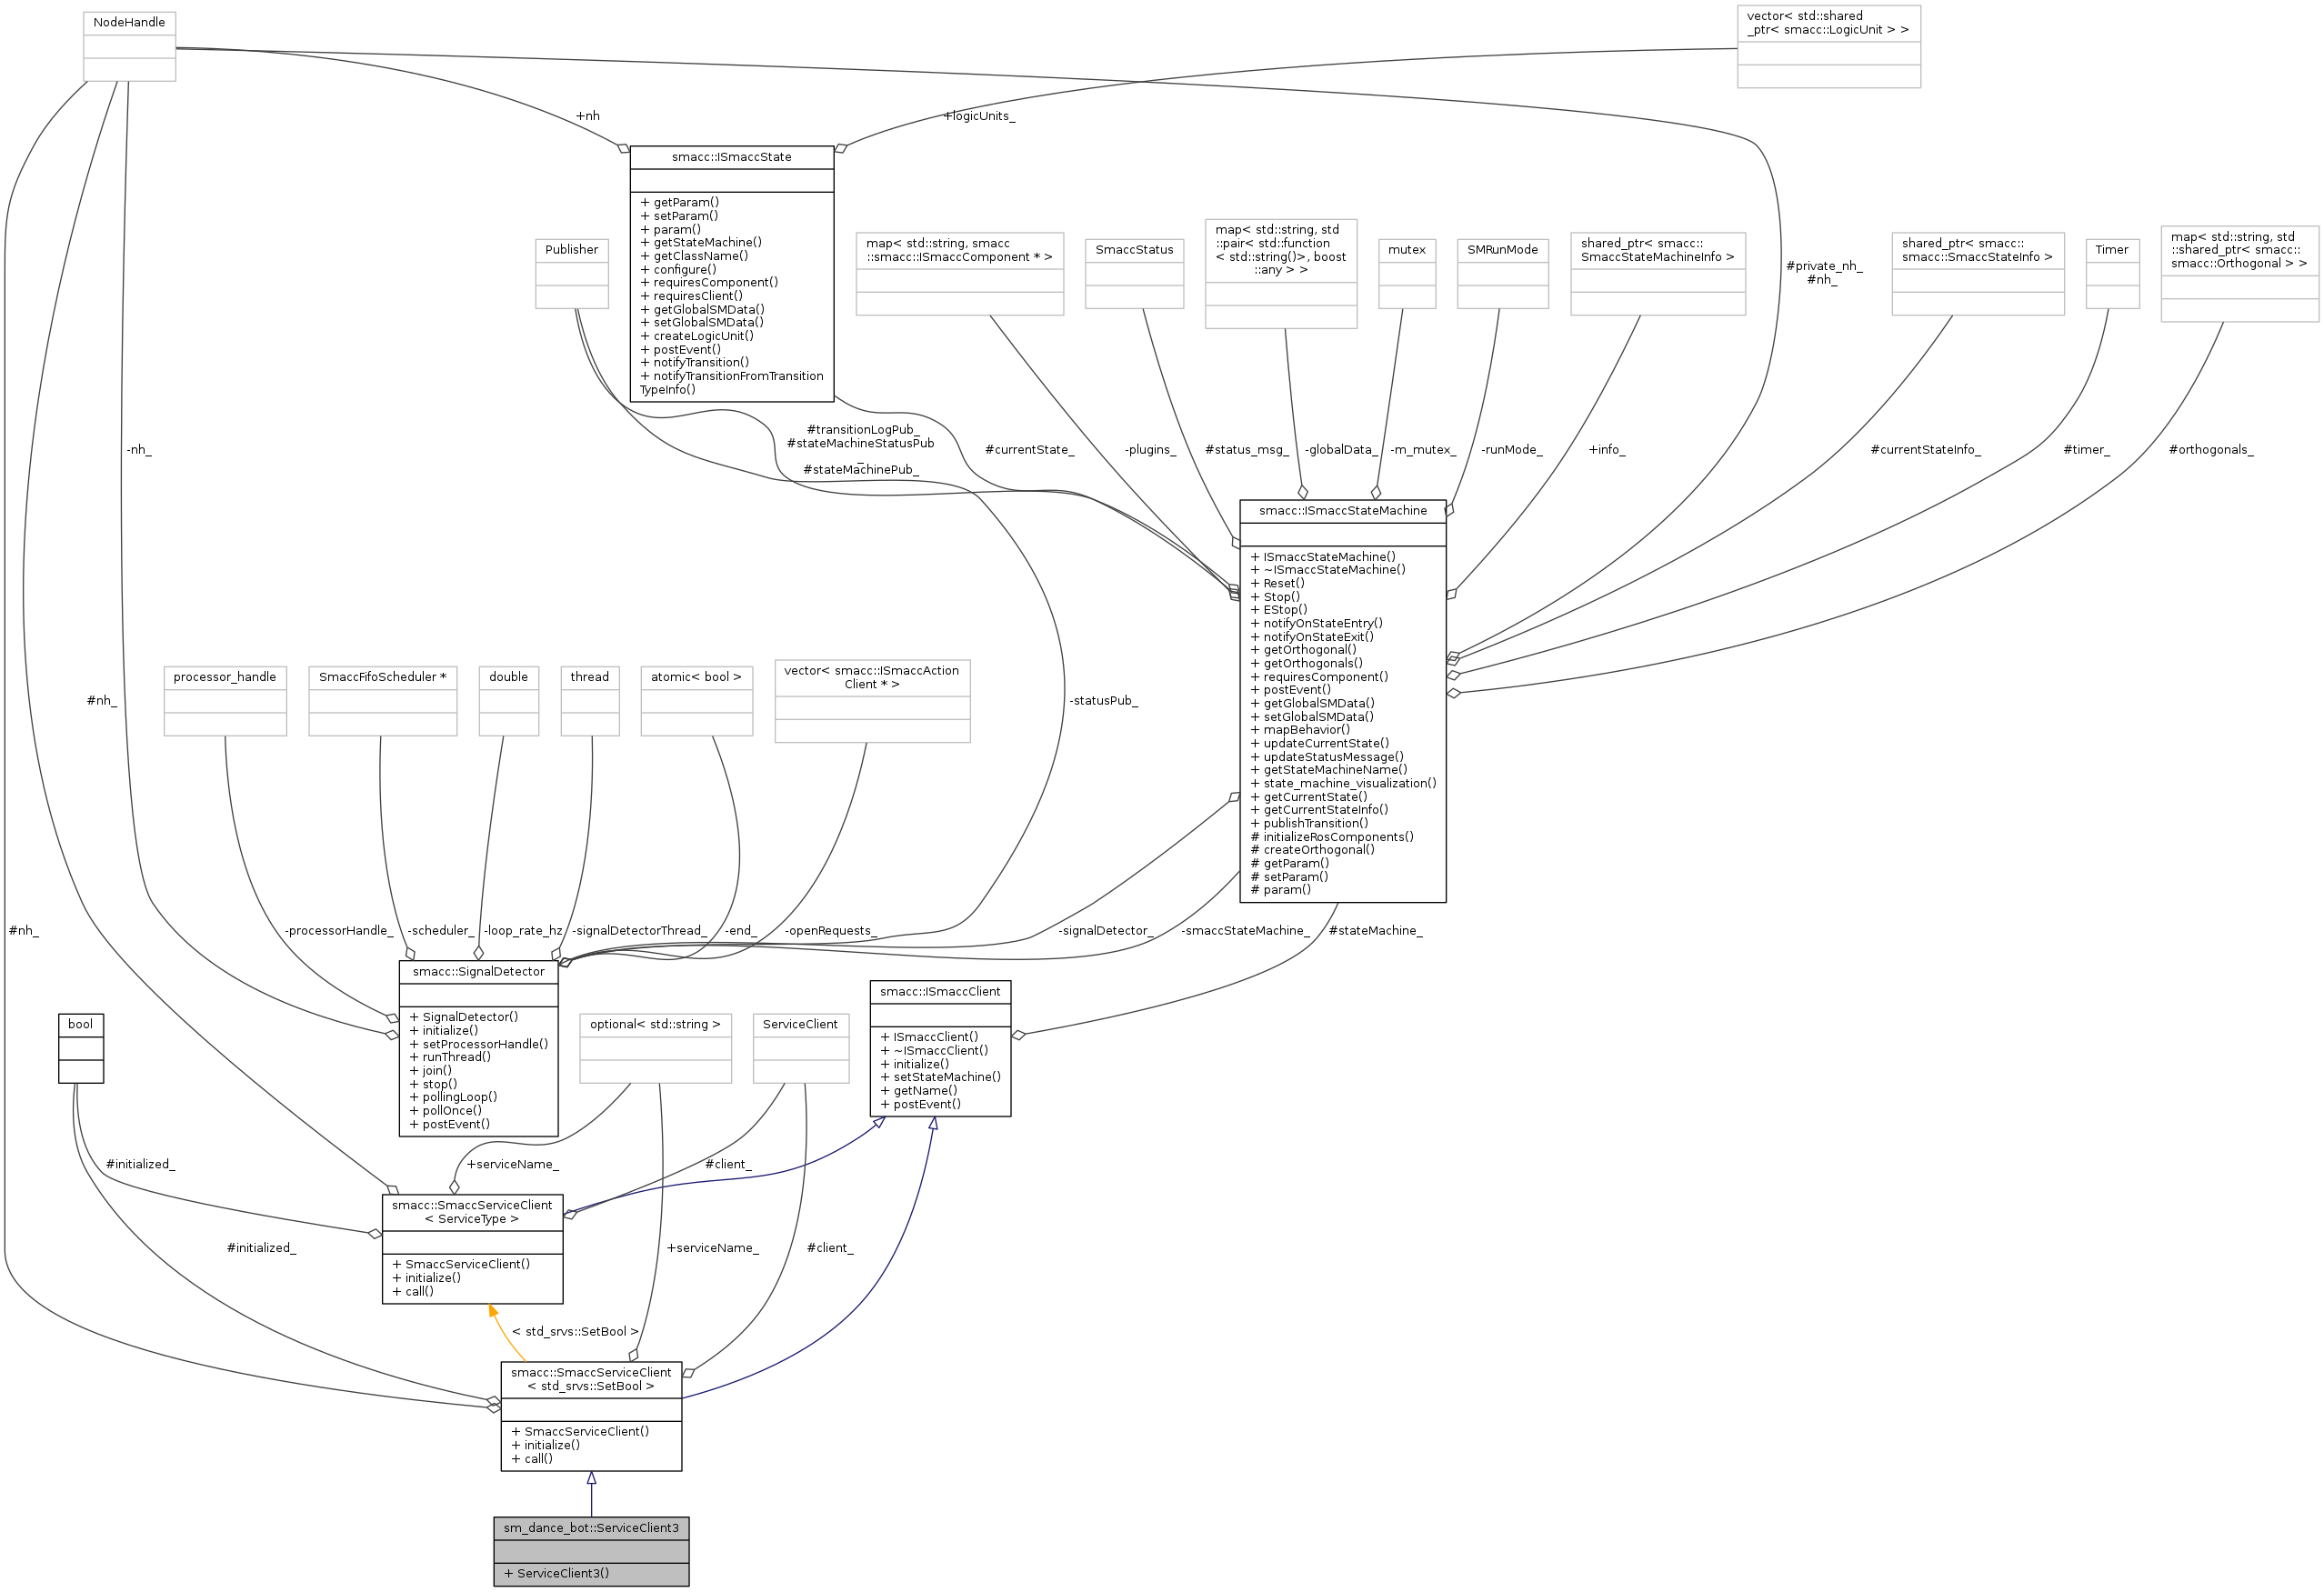 NodeHandle
vector< std::shared
_ptr< smacc::LogicUnit > >
+nh
+logicUnits_
smacc::ISmaccState
+ getParam()
+ setParam()
+ param()
+ getStateMachine()
+ getClassName()
+ configure()
+ requiresComponent()
+ requiresClient()
+ getGlobalSMData()
+ setGlobalSMData()
+ createLogicUnit()
+ postEvent()
+ notifyTransition()
+ notifyTransitionFromTransition
TypeInfo()
Publisher
map< std::string, smacc
::smacc::ISmaccComponent * >
SmaccStatus
map< std::string, std
::pair< std::function
< std::string()>, boost
::any > >
mutex
SMRunMode
shared_ptr< smacc::
SmaccStateMachineInfo >
#private_nh_
#nh_
shared_ptr< smacc::
smacc::SmaccStateInfo >
Timer
map< std::string, std
::shared_ptr< smacc::
smacc::Orthogonal > >
-nh_
#transitionLogPub_
#stateMachineStatusPub
_
#stateMachinePub_
#currentState_
-plugins_
#status_msg_
-globalData_
-m_mutex_
-runMode_
+info_
#currentStateInfo_
#timer_
#orthogonals_
smacc::ISmaccStateMachine
+ ISmaccStateMachine()
+ ~ISmaccStateMachine()
+ Reset()
+ Stop()
+ EStop()
+ notifyOnStateEntry()
+ notifyOnStateExit()
+ getOrthogonal()
+ getOrthogonals()
+ requiresComponent()
+ postEvent()
+ getGlobalSMData()
+ setGlobalSMData()
+ mapBehavior()
+ updateCurrentState()
+ updateStatusMessage()
+ getStateMachineName()
+ state_machine_visualization()
+ getCurrentState()
+ getCurrentStateInfo()
+ publishTransition()
# initializeRosComponents()
# createOrthogonal()
# getParam()
# setParam()
# param()
#nh_
processor_handle
SmaccFifoScheduler *
double
thread
atomic< bool >
vector< smacc::ISmaccAction
Client * >
-statusPub_
#nh_
-processorHandle_
-scheduler_
-loop_rate_hz
-signalDetectorThread_
-end_
-openRequests_
-signalDetector_
-smaccStateMachine_
#stateMachine_
smacc::SignalDetector
+ SignalDetector()
+ initialize()
+ setProcessorHandle()
+ runThread()
+ join()
+ stop()
+ pollingLoop()
+ pollOnce()
+ postEvent()
bool
optional< std::string >
ServiceClient
smacc::ISmaccClient
+ ISmaccClient()
+ ~ISmaccClient()
+ initialize()
+ setStateMachine()
+ getName()
+ postEvent()
#initialized_
+serviceName_
#client_
smacc::SmaccServiceClient
< ServiceType >
+ SmaccServiceClient()
+ initialize()
+ call()
#initialized_
+serviceName_
#client_
< std_srvs::SetBool >
smacc::SmaccServiceClient
< std_srvs::SetBool >
+ SmaccServiceClient()
+ initialize()
+ call()
sm_dance_bot::ServiceClient3
+ ServiceClient3()